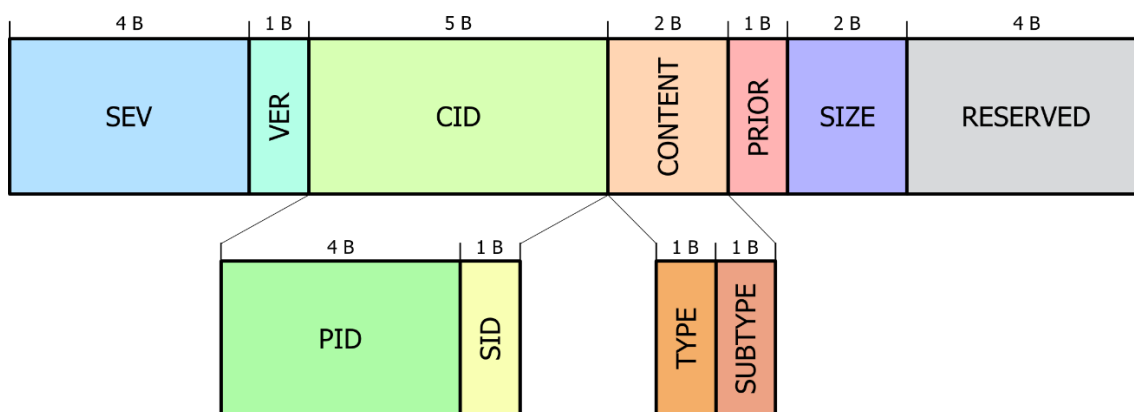 4 B 1 B 5 B 2 B 1 B 2 B 4 B
SEV VER CID CONTENT PRIOR SIZE RESERVED
4 B 1 B 1 B 1 B
PID SID TYPE SUBTYPE